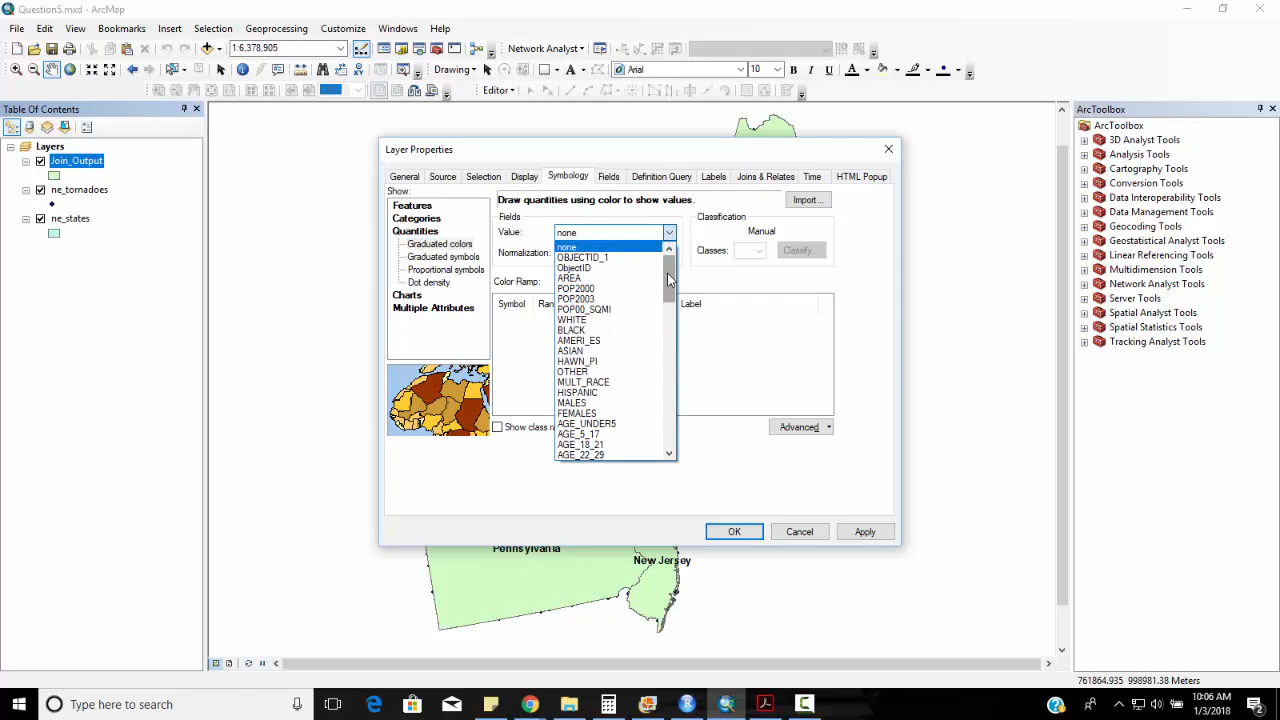 Question5.mxd - ArcMap
File Edit View Bookmarks Insert Selection Geoprocessing Customize Windows Help
1:6,378,905
Network Analyst
Drawing
Arial
10
B I U
A
Editor
Table Of Contents
Layers
Join_Output
ne_tornadoes
ne_states
ArcToolbox
ArcToolbox
3D Analyst Tools
Analysis Tools
Cartography Tools
Conversion Tools
Data Interoperability Tools
Data Management Tools
Geocoding Tools
Geostatistical Analyst Tools
Linear Referencing Tools
Multidimension Tools
Network Analyst Tools
Server Tools
Spatial Analyst Tools
Spatial Statistics Tools
Tracking Analyst Tools
Layer Properties
General Source Selection Display Symbology Fields Definition Query Labels Joins & Relates Time HTML Popup
Show:
Features
Categories
Quantities
Graduated colors
Graduated symbols
Proportional symbols
Dot density
Charts
Multiple Attributes
Draw quantities using color to show values.
Import...
Fields
Value: none
Normalization:
Classification
Manual
Classes:
Classify...
Color Ramp:
Symbol Ran Label
none
OBJECTID_1
ObjectID
AREA
POP2000
POP2003
POP00_SQMI
WHITE
BLACK
AMERI_ES
ASIAN
HAWN_PI
OTHER
MULT_RACE
HISPANIC
MALES
FEMALES
AGE_UNDER5
AGE_5_17
AGE_18_21
AGE_22_29
Show class ra
Advanced
OK Cancel Apply
Pennsylvania
New Jersey
761864.935 998981.38 Meters
Type here to search
10:06 AM
1/3/2018
2